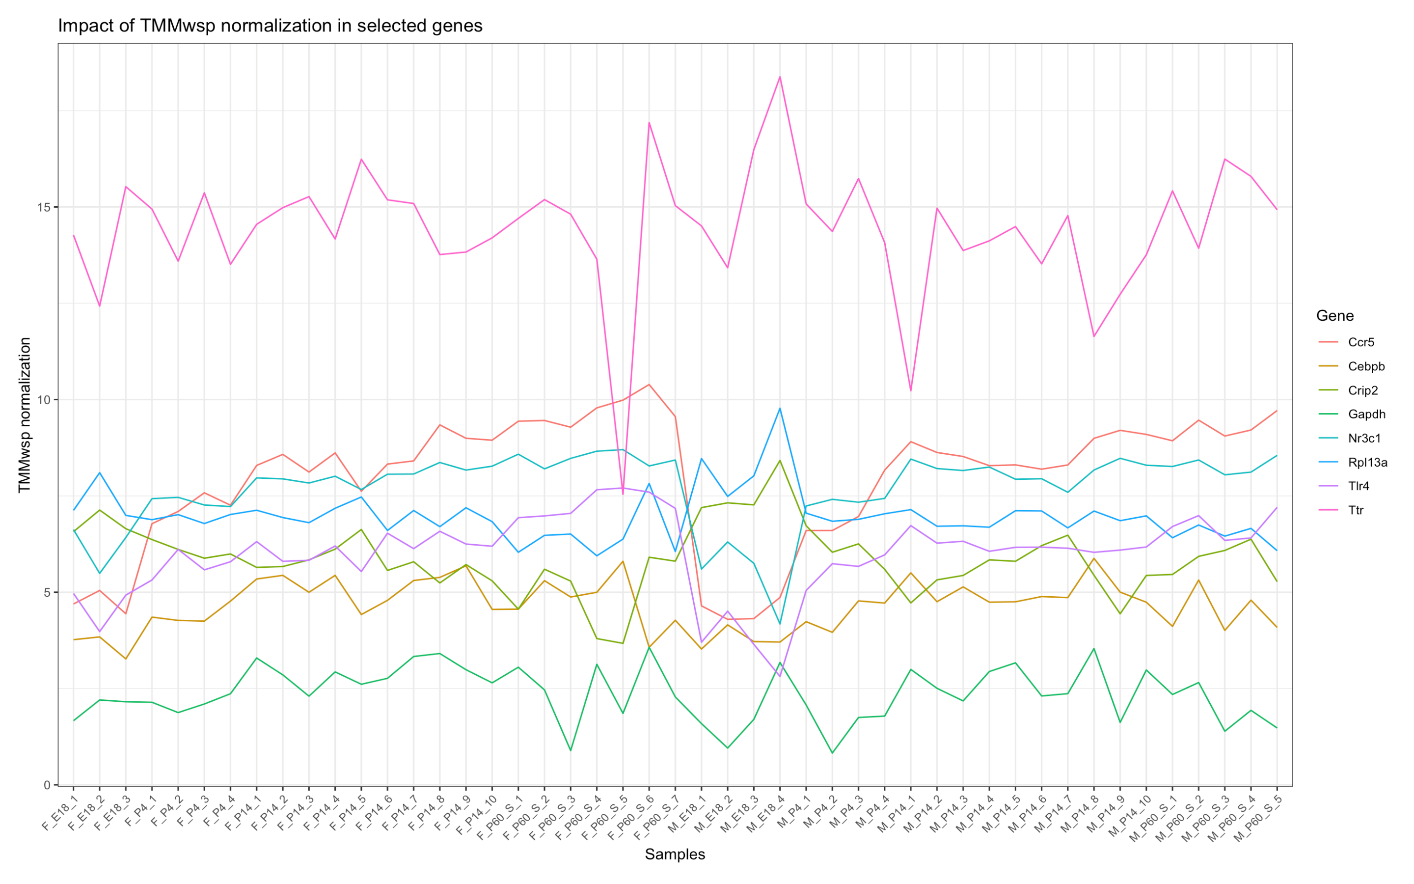 Impact of TMMwsp normalization in selected genes
TMMwsp normalization
15
10
5
0
F_E18_1
F_E18_2
F_E18_3
F_P4_1
F_P4_2
F_P4_3
F_P4_4
F_P14_1
F_P14_2
F_P14_3
F_P14_4
F_P14_5
F_P14_6
F_P14_7
F_P14_8
F_P14_9
F_P14_10
F_P60_S_1
F_P60_S_2
F_P60_S_3
F_P60_S_4
F_P60_S_5
F_P60_S_6
F_P60_S_7
M_E18_1
M_E18_2
M_E18_3
M_E18_4
M_P4_1
M_P4_2
M_P4_3
M_P4_4
M_P14_1
M_P14_2
M_P14_3
M_P14_4
M_P14_5
M_P14_6
M_P14_7
M_P14_8
M_P14_9
M_P14_10
M_P60_S_1
M_P60_S_2
M_P60_S_3
M_P60_S_4
M_P60_S_5
Samples
Gene
Ccr5
Cebpb
Crip2
Gapdh
Nr3c1
Rpl13a
Tlr4
Ttr